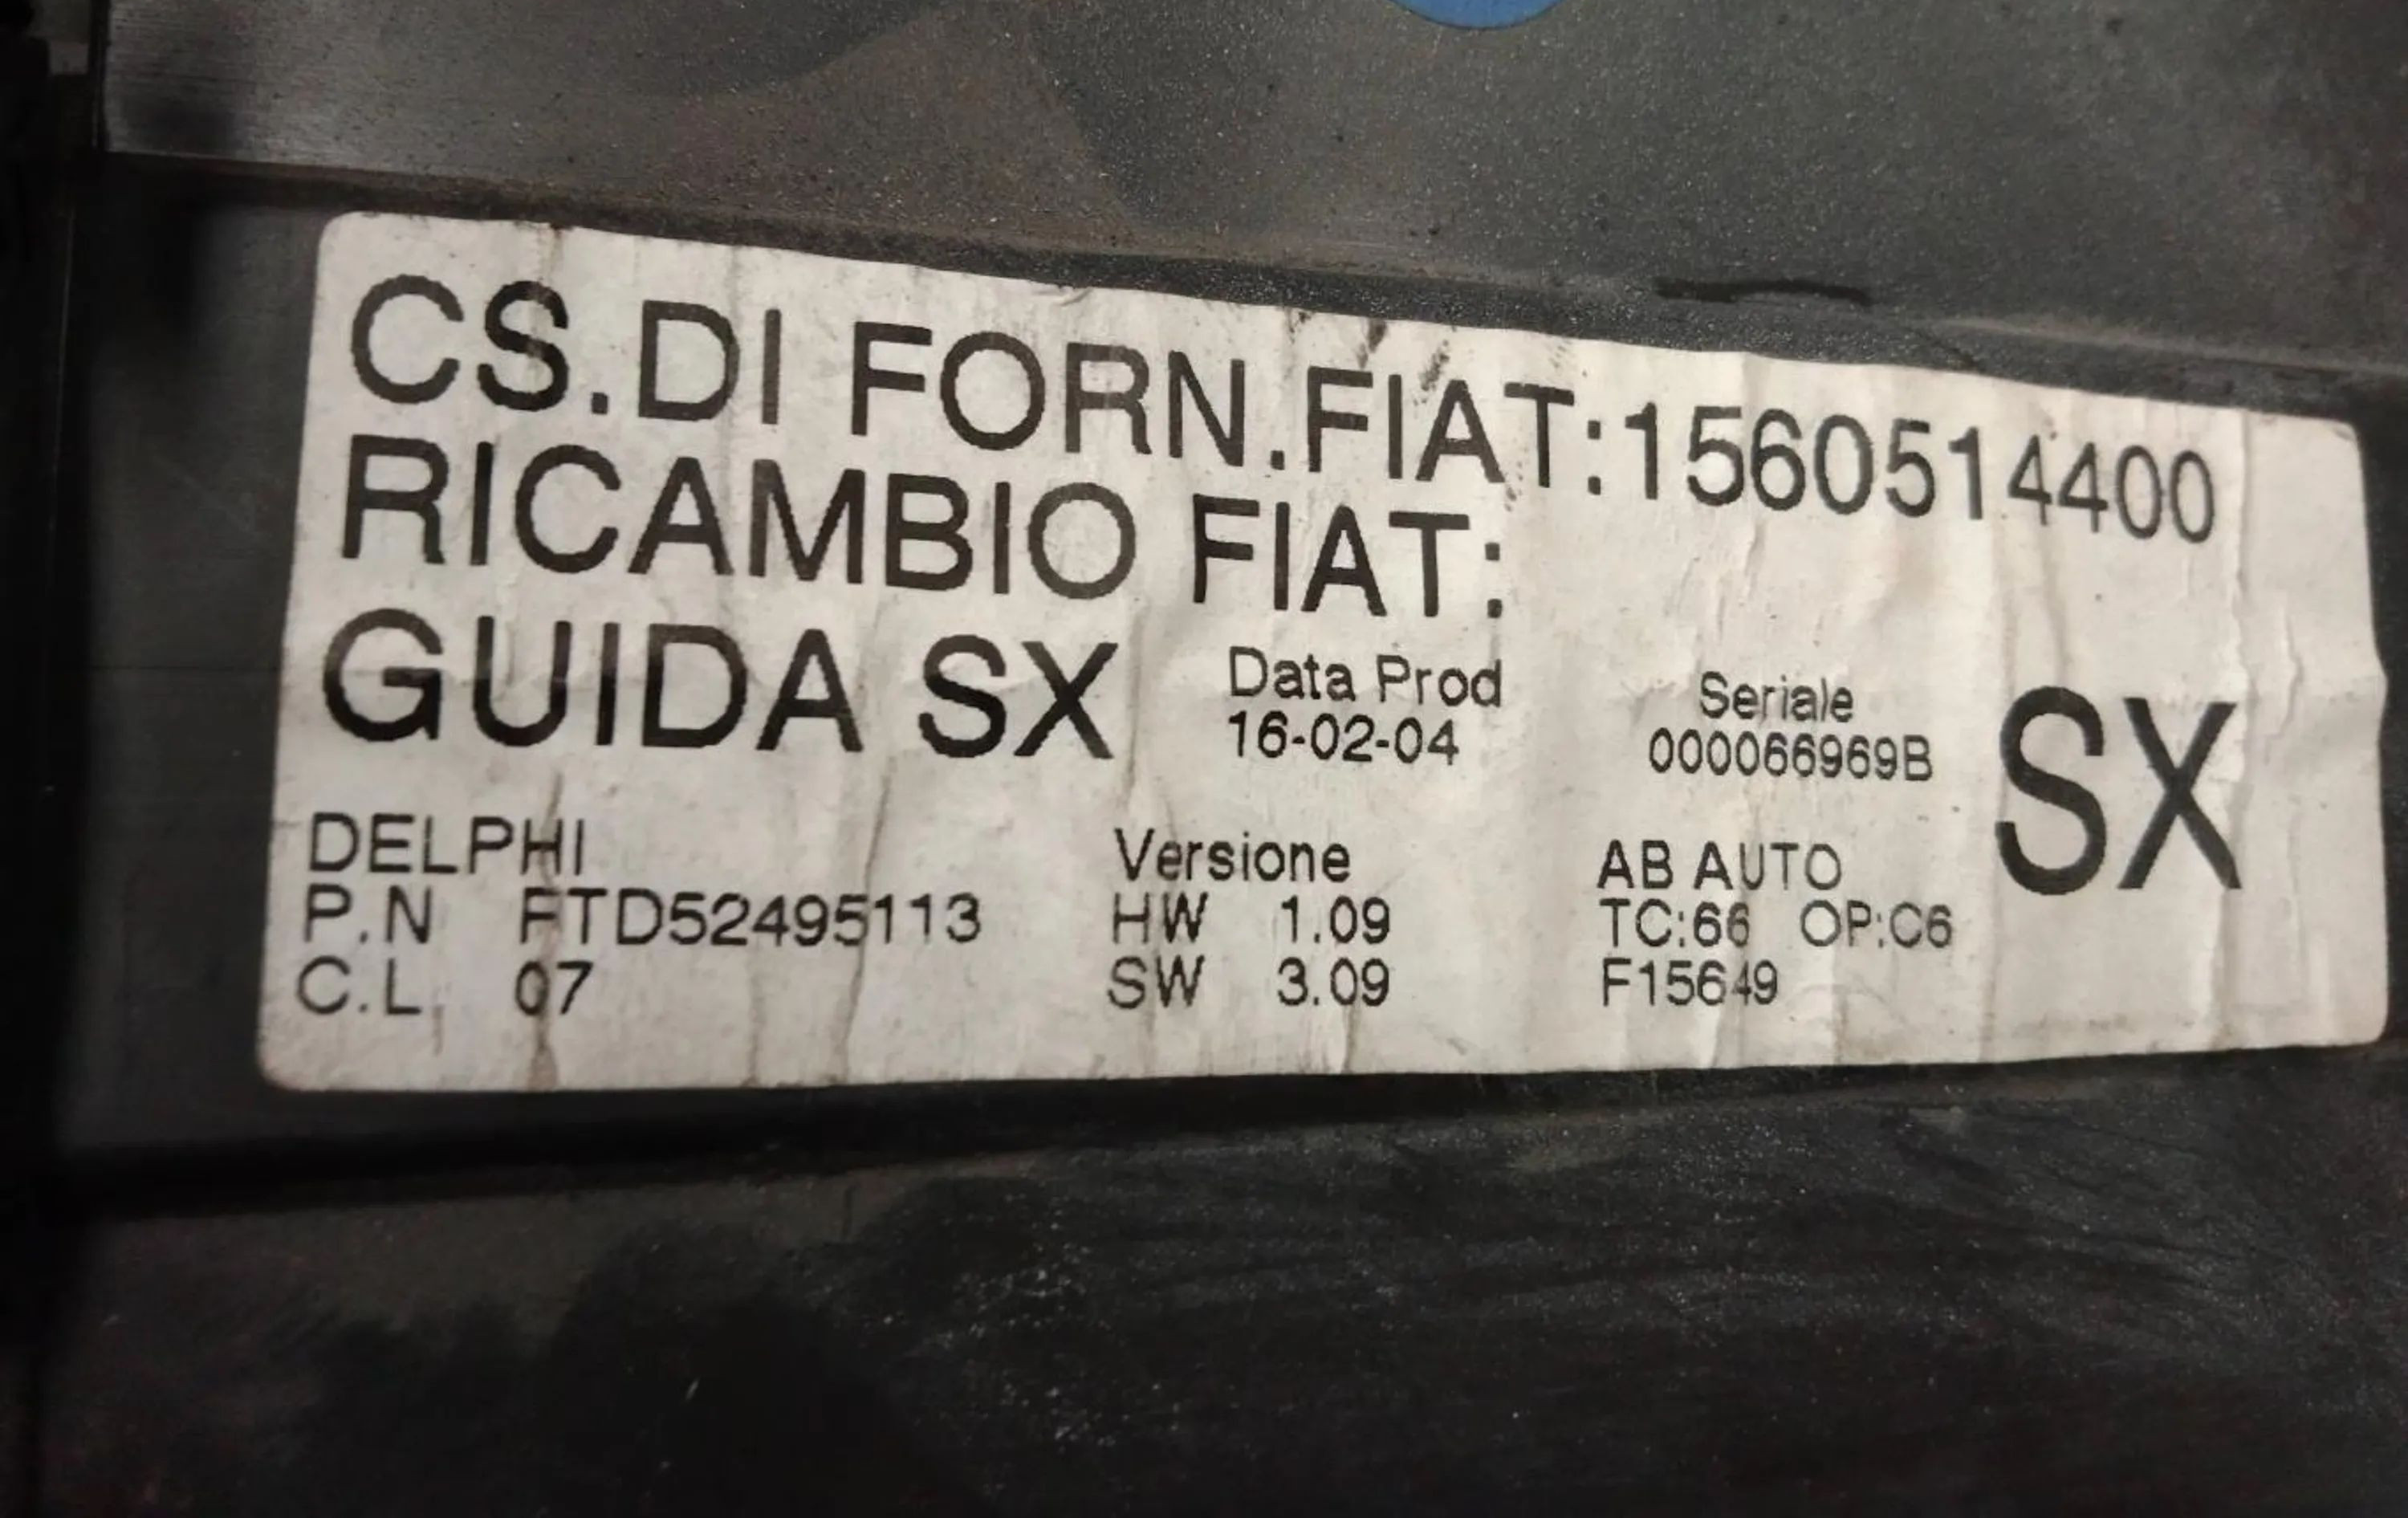 CS.DI FORN.FIAT:1560514400
RICAMBIO FIAT:
GUIDA SX
Data Prod
16-02-04
Seriale
000066969B
SX
DELPHI
P.N FTD52495113
C.L. 07
Versione
HW 1.09
SW 3.09
AB AUTO
TC:66 OP:C6
F15649